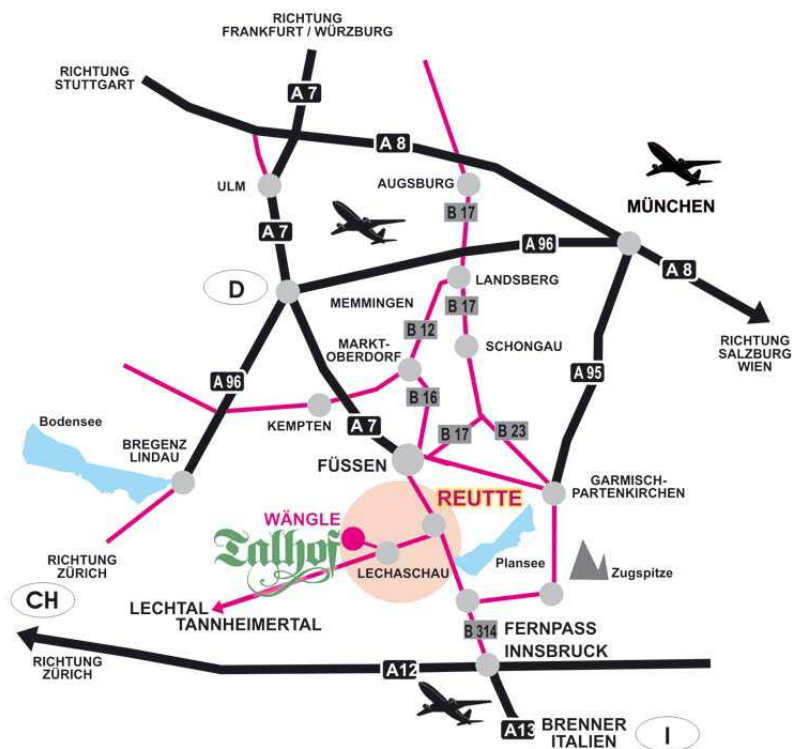 RICHTUNG
FRANKFURT / WÜRZBURG
RICHTUNG
STUTTGART
A 7
A 8
ULM
AUGSBURG
MÜNCHEN
B 17
A 7
A 96
A 8
D
LANDSBERG
MEMMINGEN
B 17
B 12
MARKT-
OBERDORF
SCHONGAU
RICHTUNG
SALZBURG
WIEN
A 96
A 95
B 16
Bodensee
KEMPTEN
A 7
B 17
B 23
BREGENZ
LINDAU
FÜSSEN
GARMISCH-
PARTENKIRCHEN
REUTTE
WÄNGLE
Talhof
RICHTUNG
ZÜRICH
LECHASCHAU
Plansee
Zugspitze
CH
LECHTAL
TANNHEIMERTAL
B 314
FERNPASS
INNSBRUCK
RICHTUNG
ZÜRICH
A12
A13
BRENNER
ITALIEN
I